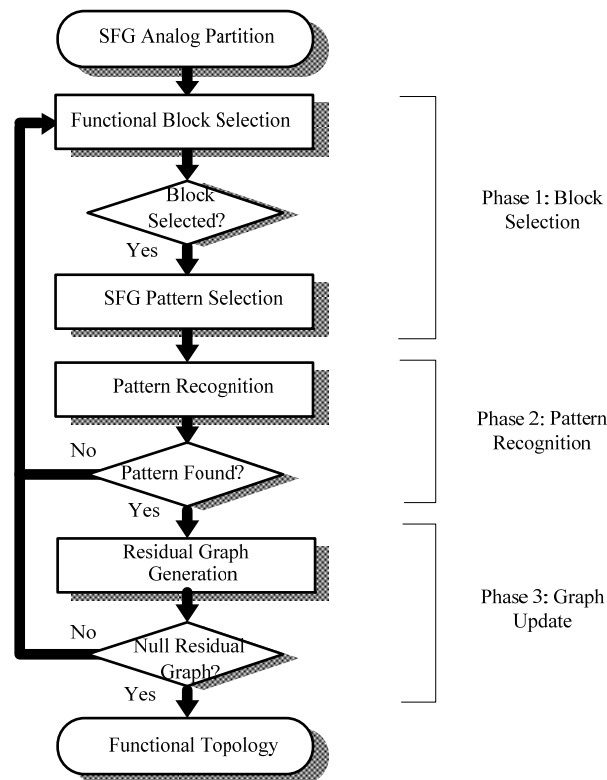 SFG Analog Partition
Functional Block Selection
Block
Selected?
Yes
SFG Pattern Selection
Phase 1: Block
Selection
Pattern Recognition
No
Pattern Found?
Yes
Phase 2: Pattern
Recognition
Residual Graph
Generation
No
Null Residual
Graph?
Yes
Phase 3: Graph
Update
Functional Topology